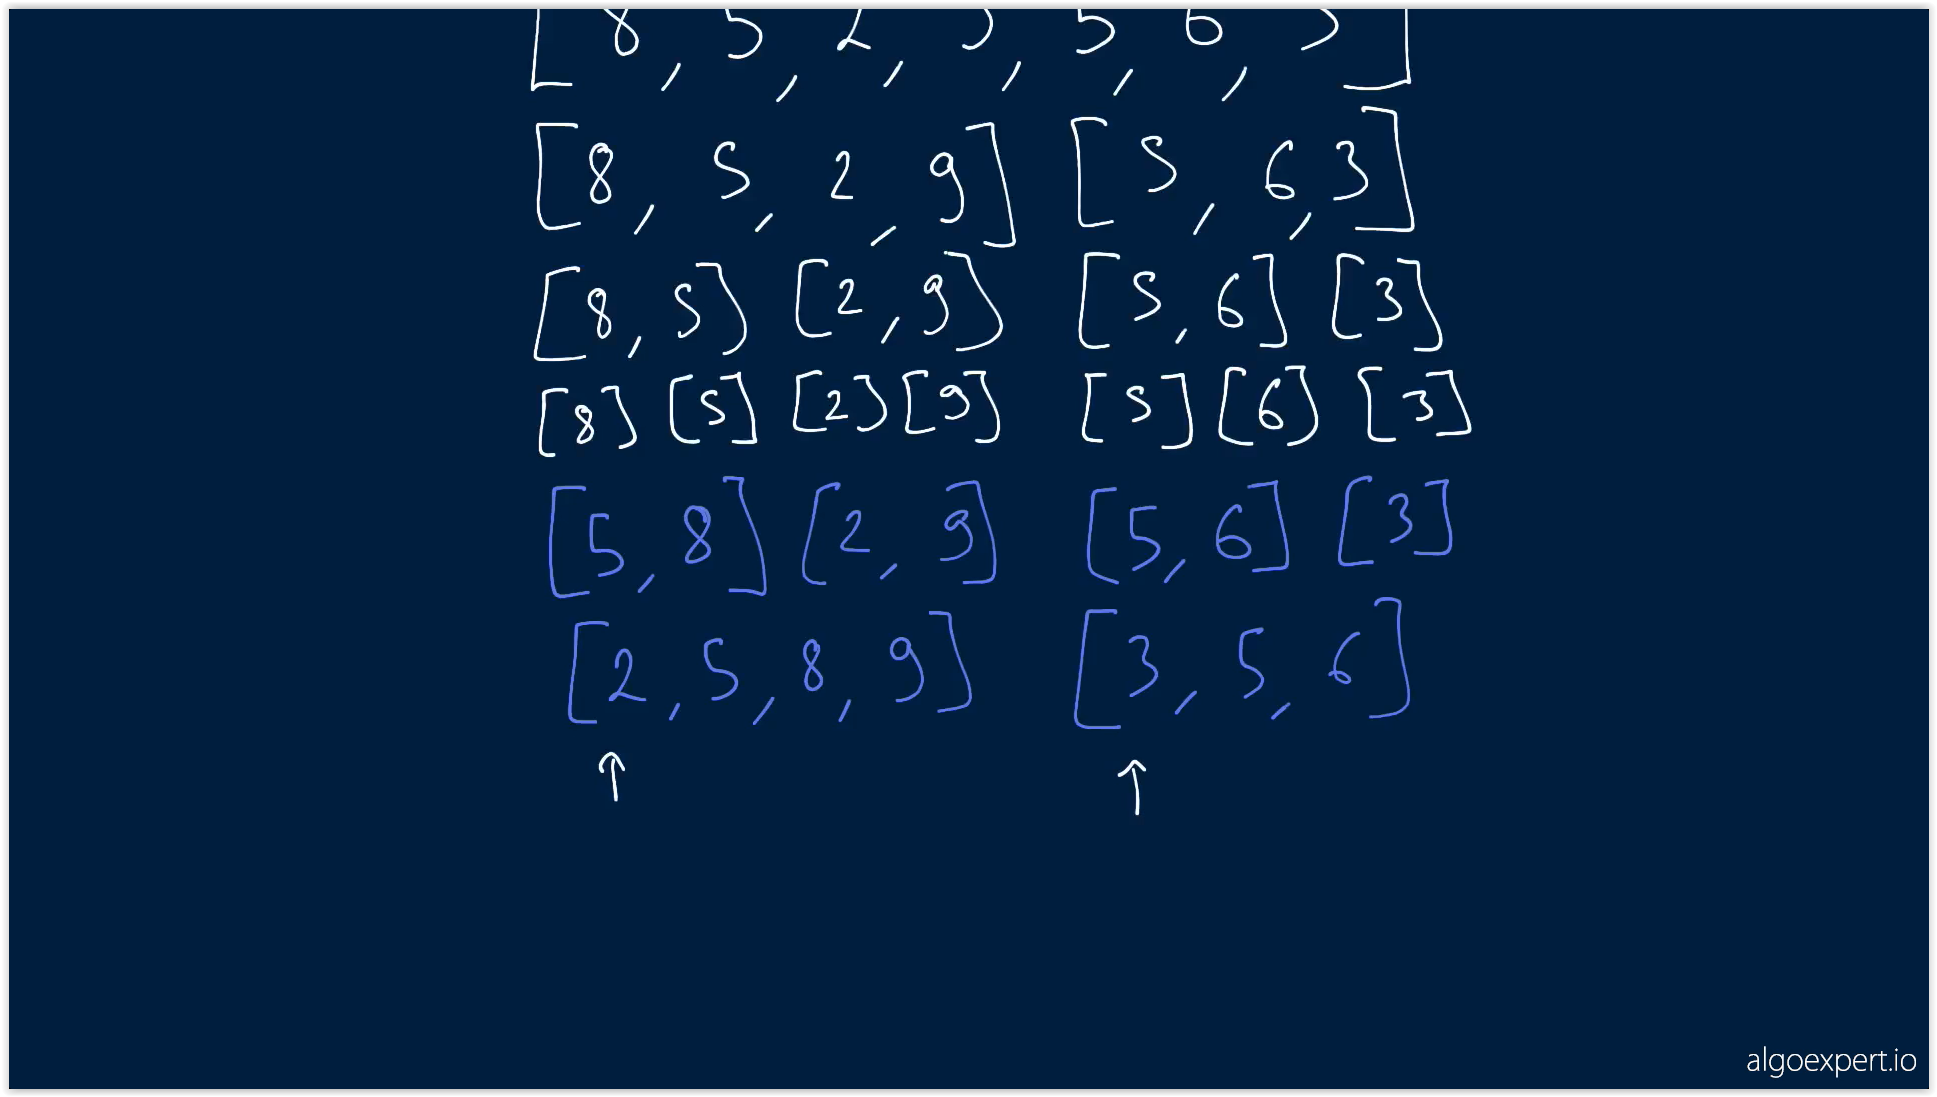 [8, 5, 2, 9, 5, 6, 3]
[8, 5, 2, 9] [5, 6, 3]
[8, 5] [2, 9] [5, 6] [3]
[8] [5] [2] [9] [5] [6] [3]
[5, 8] [2, 9] [5, 6] [3]
[2, 5, 8, 9] [3, 5, 6]
↑ ↑
algoexpert.io